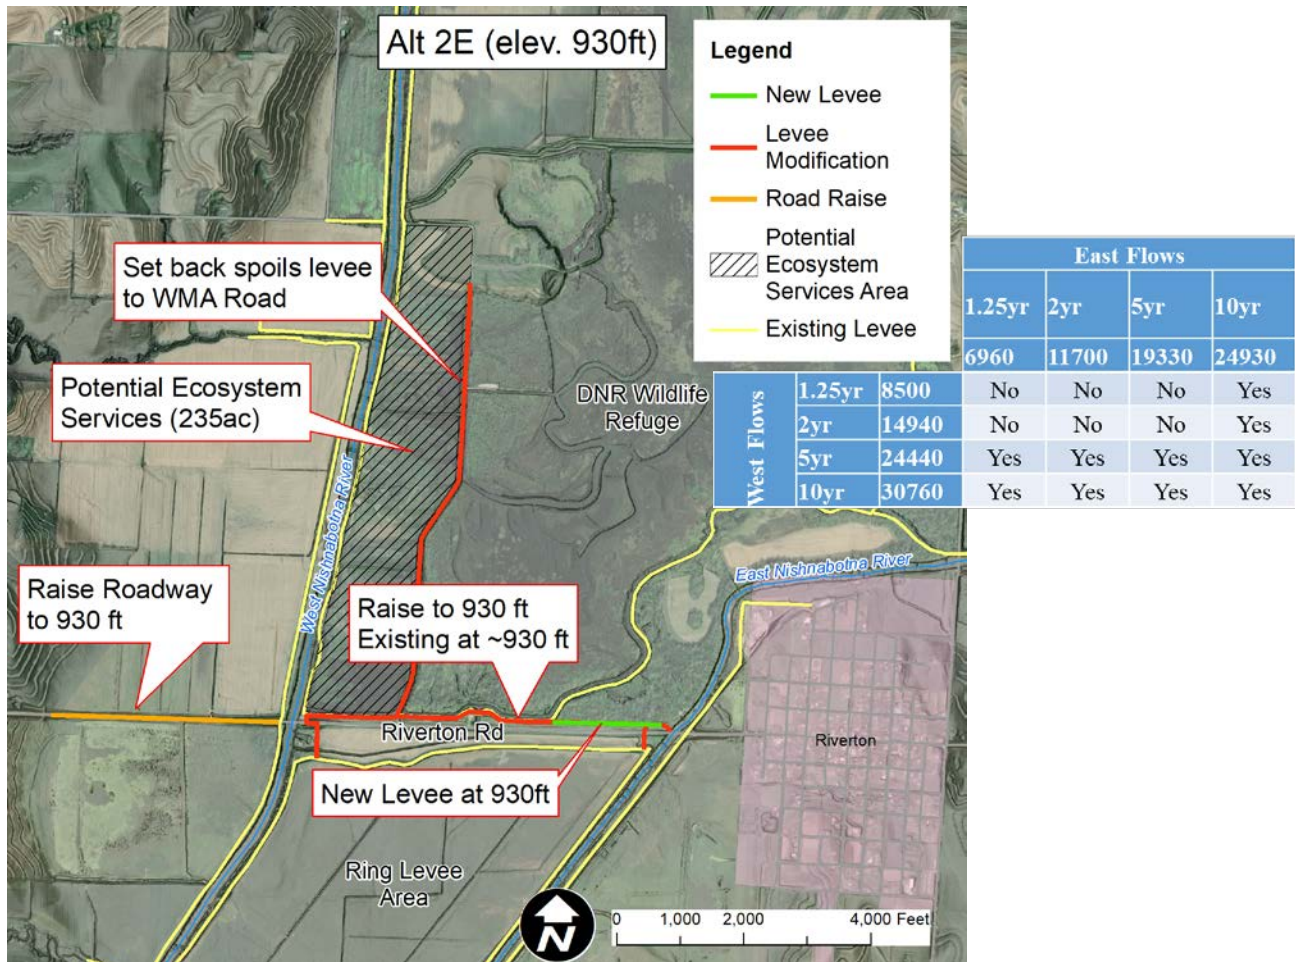 Alt 2E (elev. 930ft)
Legend
New Levee
Levee
Modification
Road Raise
Potential
Ecosystem
Services Area
Existing Levee
Set back spoils levee
to WMA Road
Potential Ecosystem
Services (235ac)
DNR Wildlife
Refuge
West Nishnabotna River
East Nishnabotna River
Raise Roadway
to 930 ft
Raise to 930 ft
Existing at ~930 ft
Riverton Rd
Riverton
New Levee at 930ft
Ring Levee
Area
N
0 1,000 2,000 4,000 Feet
East Flows
1.25yr 2yr 5yr 10yr
6960 11700 19330 24930
West Flows
1.25yr 8500 No No No Yes
2yr 14940 No No No Yes
5yr 24440 Yes Yes Yes Yes
10yr 30760 Yes Yes Yes Yes